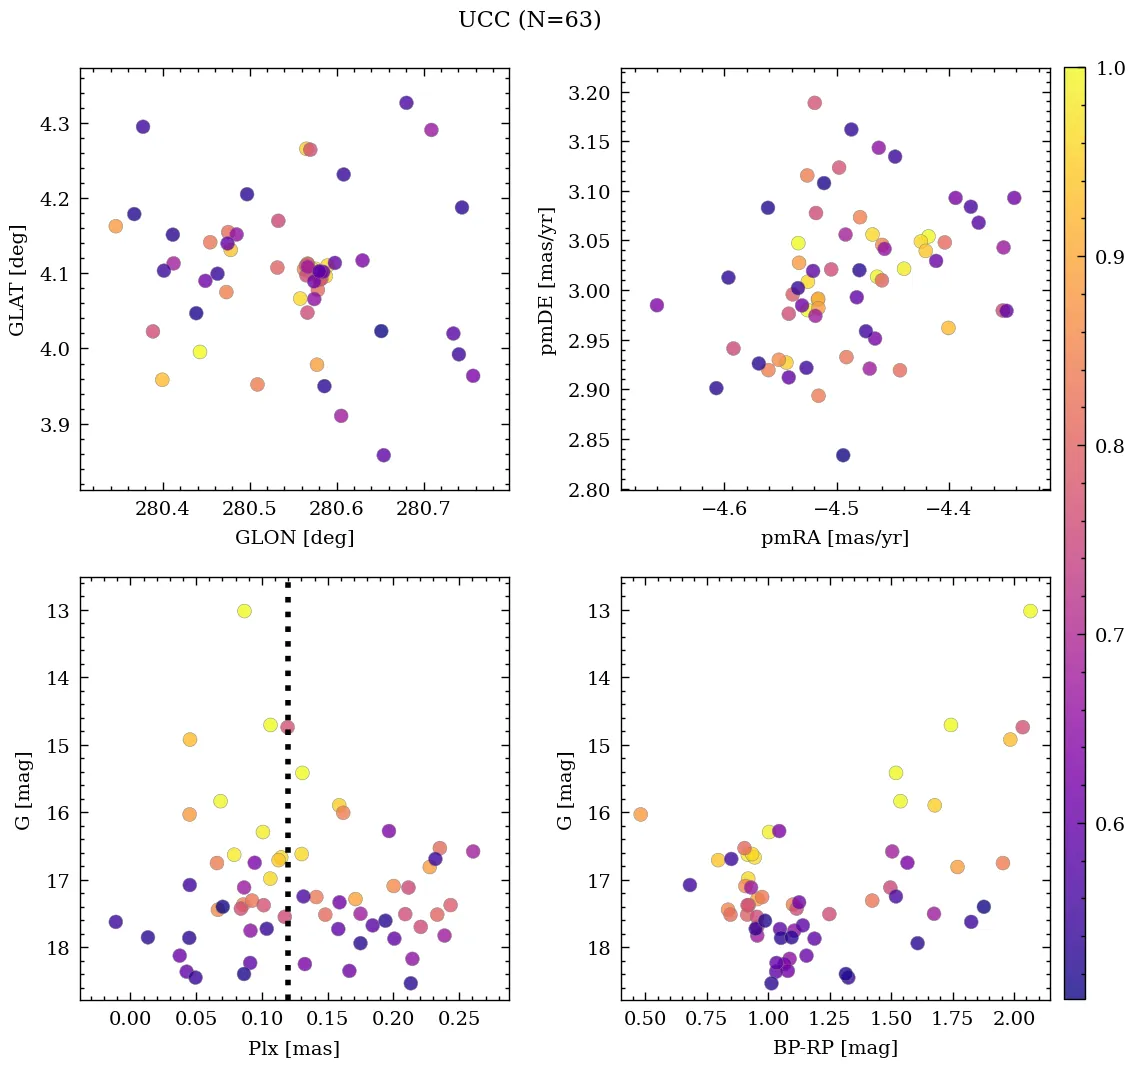 UCC (N=63)
4.3
4.2
4.1
4.0
3.9
GLAT [deg]
280.4 280.5 280.6 280.7
GLON [deg]
3.20
3.15
3.10
3.05
3.00
2.95
2.90
2.85
2.80
pmDE [mas/yr]
−4.6 −4.5 −4.4
pmRA [mas/yr]
1.0
0.9
0.8
0.7
0.6
13
14
15
16
17
18
G [mag]
0.00 0.05 0.10 0.15 0.20 0.25
Plx [mas]
13
14
15
16
17
18
G [mag]
0.50 0.75 1.00 1.25 1.50 1.75 2.00
BP-RP [mag]